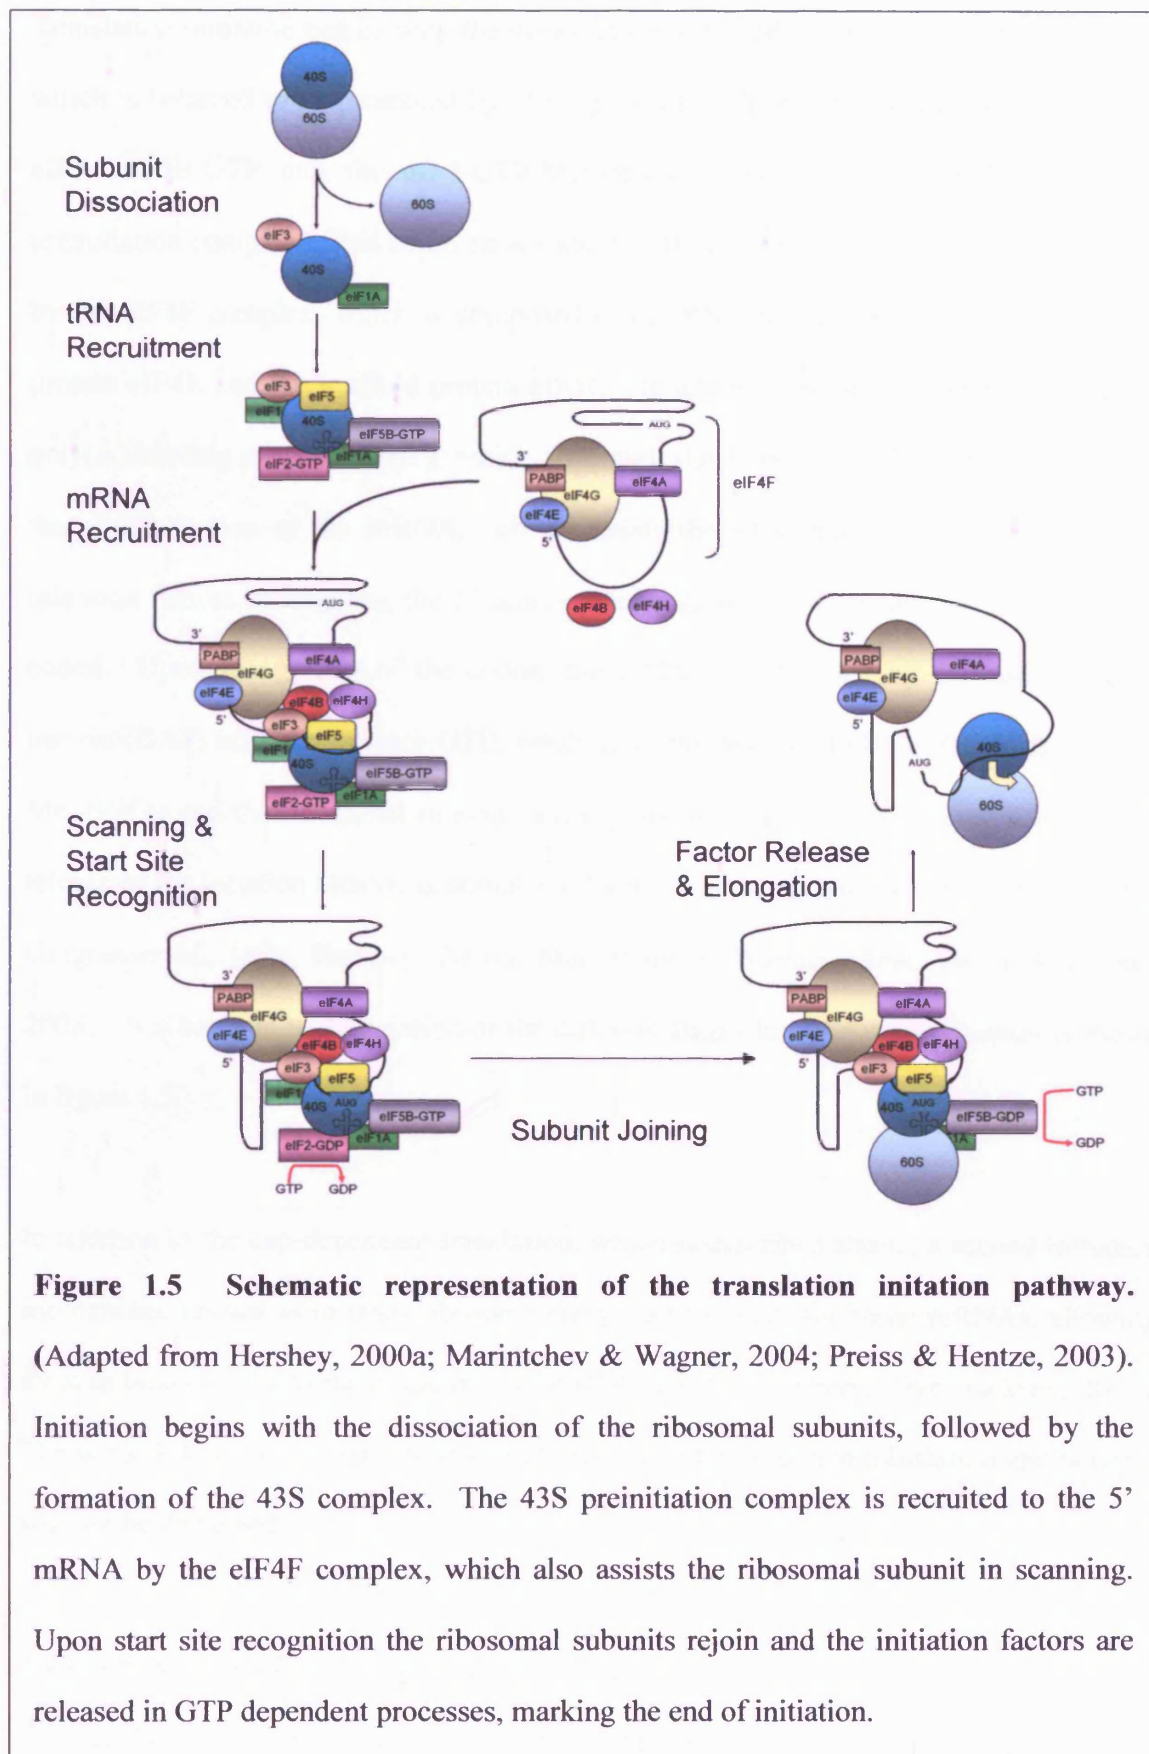 40S
60S
Subunit
Dissociation
60S
eIF3
40S
eIF1A
tRNA
Recruitment
eIF3
eIF5
eIF1
40S
eIF5B-GTP
eIF2-GTP
eIF1A
mRNA
Recruitment
AUG
3'
PABP
eIF4G
eIF4A
eIF4E
5'
eIF4F
eIF4B
eIF4H
AUG
3'
PABP
eIF4G
eIF4A
eIF4E
5'
eIF4B
eIF4H
eIF3
eIF5
eIF1
40S
eIF5B-GTP
eIF2-GTP
eIF1A
Scanning &
Start Site
Recognition
3'
PABP
eIF4G
eIF4A
eIF4E
5'
eIF4B
eIF4H
eIF3
eIF5
eIF1
40S
AUG
eIF5B-GTP
eIF2-GDP
eIF1A
GTP
GDP
Subunit Joining
3'
PABP
eIF4G
eIF4A
eIF4E
5'
eIF4B
eIF4H
eIF3
eIF5
40S
AUG
eIF5B-GDP
1A
60S
GTP
GDP
Factor Release
& Elongation
3'
PABP
eIF4G
eIF4A
eIF4E
5'
AUG
40S
60S
Figure 1.5 Schematic representation of the translation initation pathway.
(Adapted from Hershey, 2000a; Marintchev & Wagner, 2004; Preiss & Hentze, 2003).
Initiation begins with the dissociation of the ribosomal subunits, followed by the
formation of the 43S complex. The 43S preinitiation complex is recruited to the 5'
mRNA by the eIF4F complex, which also assists the ribosomal subunit in scanning.
Upon start site recognition the ribosomal subunits rejoin and the initiation factors are
released in GTP dependent processes, marking the end of initiation.